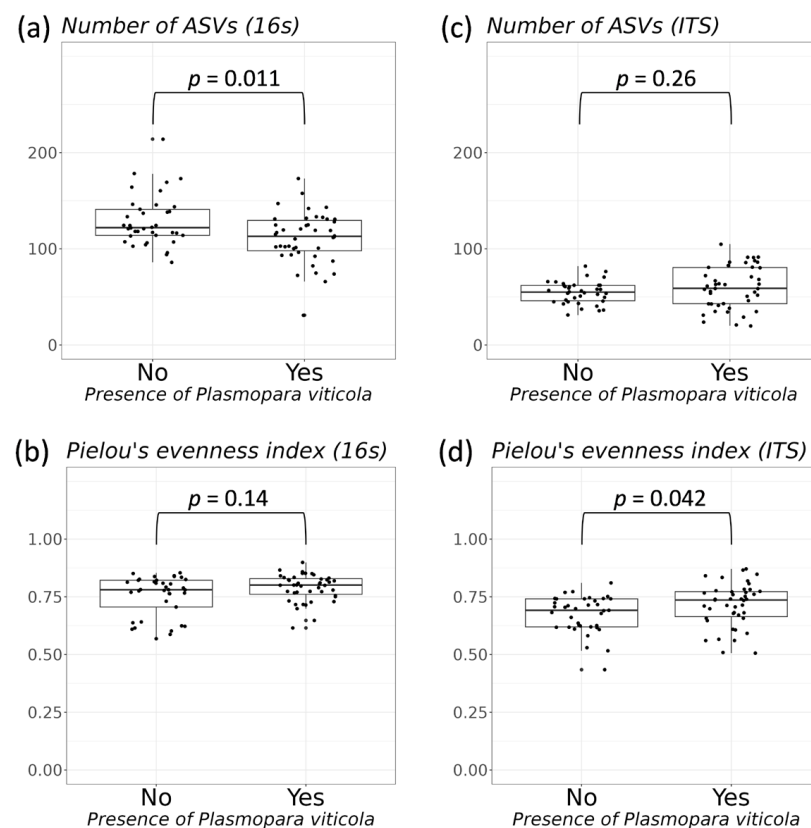 (a) Number of ASVs (16s)
p = 0.011
200
100
0
No Yes
Presence of Plasmopara viticola
(c) Number of ASVs (ITS)
p = 0.26
200
100
0
No Yes
Presence of Plasmopara viticola
(b) Pielou's evenness index (16s)
p = 0.14
1.00
0.75
0.50
0.25
0.00
No Yes
Presence of Plasmopara viticola
(d) Pielou's evenness index (ITS)
p = 0.042
1.00
0.75
0.50
0.25
0.00
No Yes
Presence of Plasmopara viticola